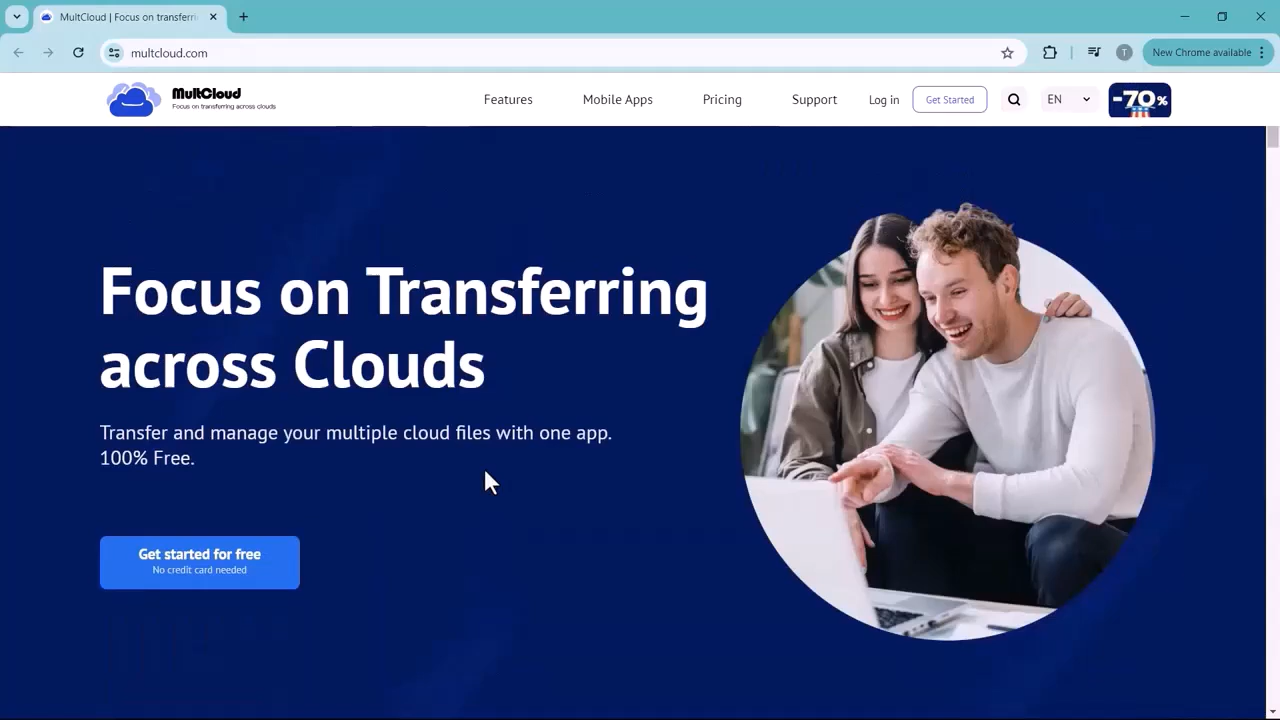 MultCloud | Focus on transferrin
multcloud.com
T
New Chrome available
MultCloud
Focus on transferring across clouds
Features
Mobile Apps
Pricing
Support
Log in
Get Started
EN
-70%
Focus on Transferring
across Clouds
Transfer and manage your multiple cloud files with one app.
100% Free.
Get started for free
No credit card needed